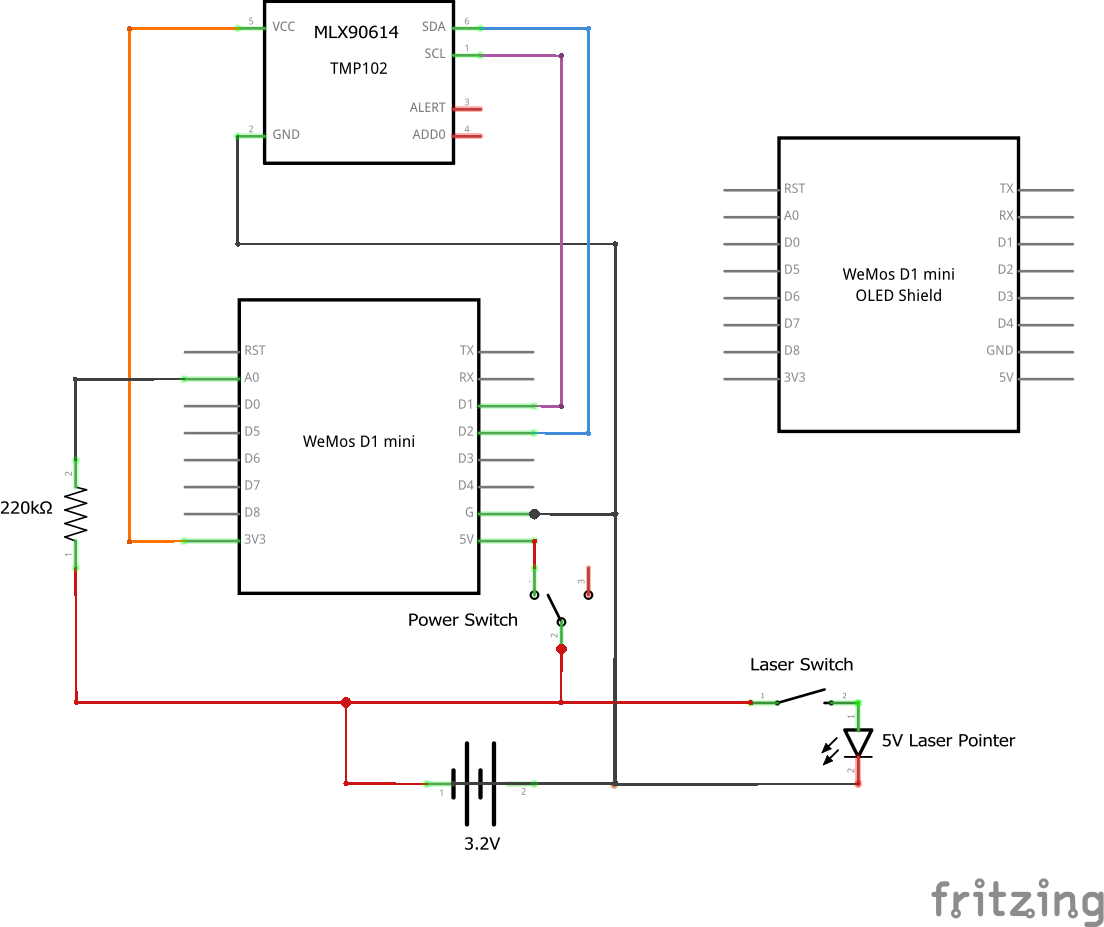 5 VCC MLX90614 SDA 6
SCL 1
TMP102
ALERT 3
2 GND ADD0 4
RST TX
A0 RX
D0 D1
D5 D2
WeMos D1 mini
OLED Shield
D6 D3
D7 D4
D8 GND
3V3 5V
RST TX
A0 RX
D0 D1
D5 D2
WeMos D1 mini
D6 D3
D7 D4
D8 G
3V3 5V
2
220kΩ
1
3
Power Switch
2
Laser Switch
1 2
1
5V Laser Pointer
2
1 2
3.2V
fritzing